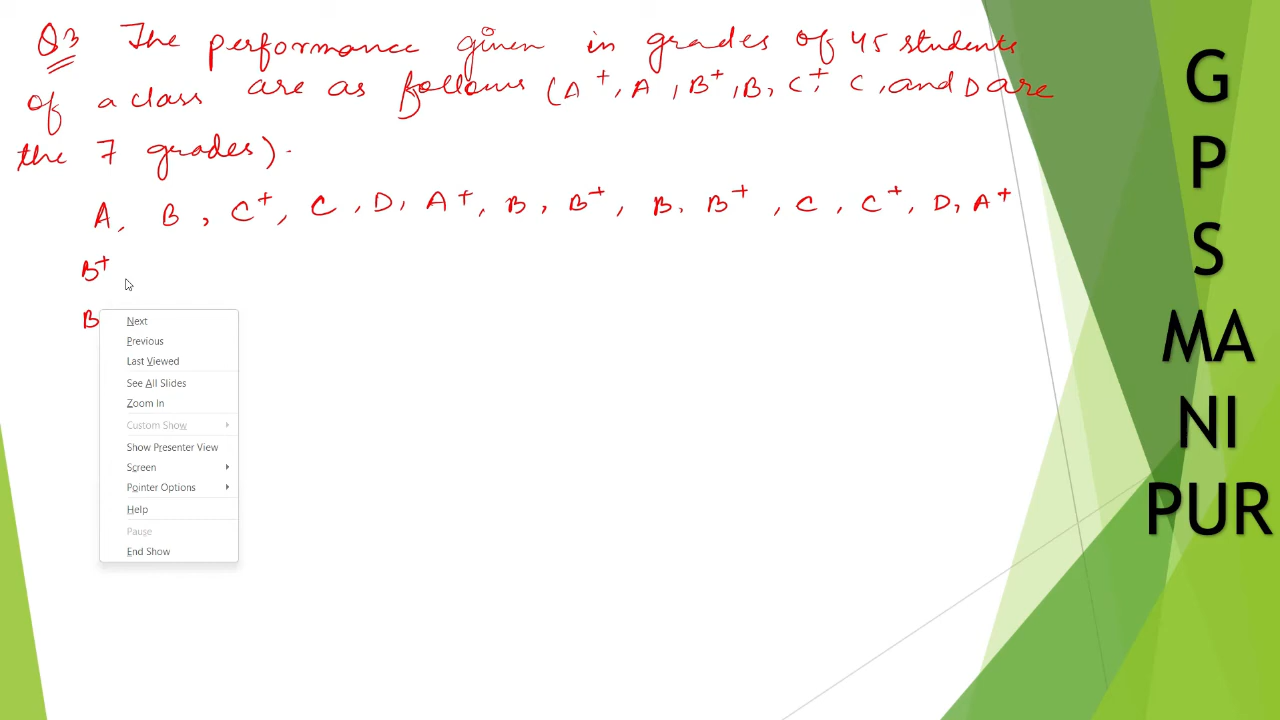 Q3 The performance given in grades of 45 students
of a class are as follows (A+, A, B+, B, C+, C, and D are
the 7 grades).
A, B, C+, C, D, A+, B, B+, B, B+, C, C+, D, A+
B+
B
Next
Previous
Last Viewed
See All Slides
Zoom In
Custom Show
Show Presenter View
Screen
Pointer Options
Help
Pause
End Show
G
P
S
MA
NI
PUR